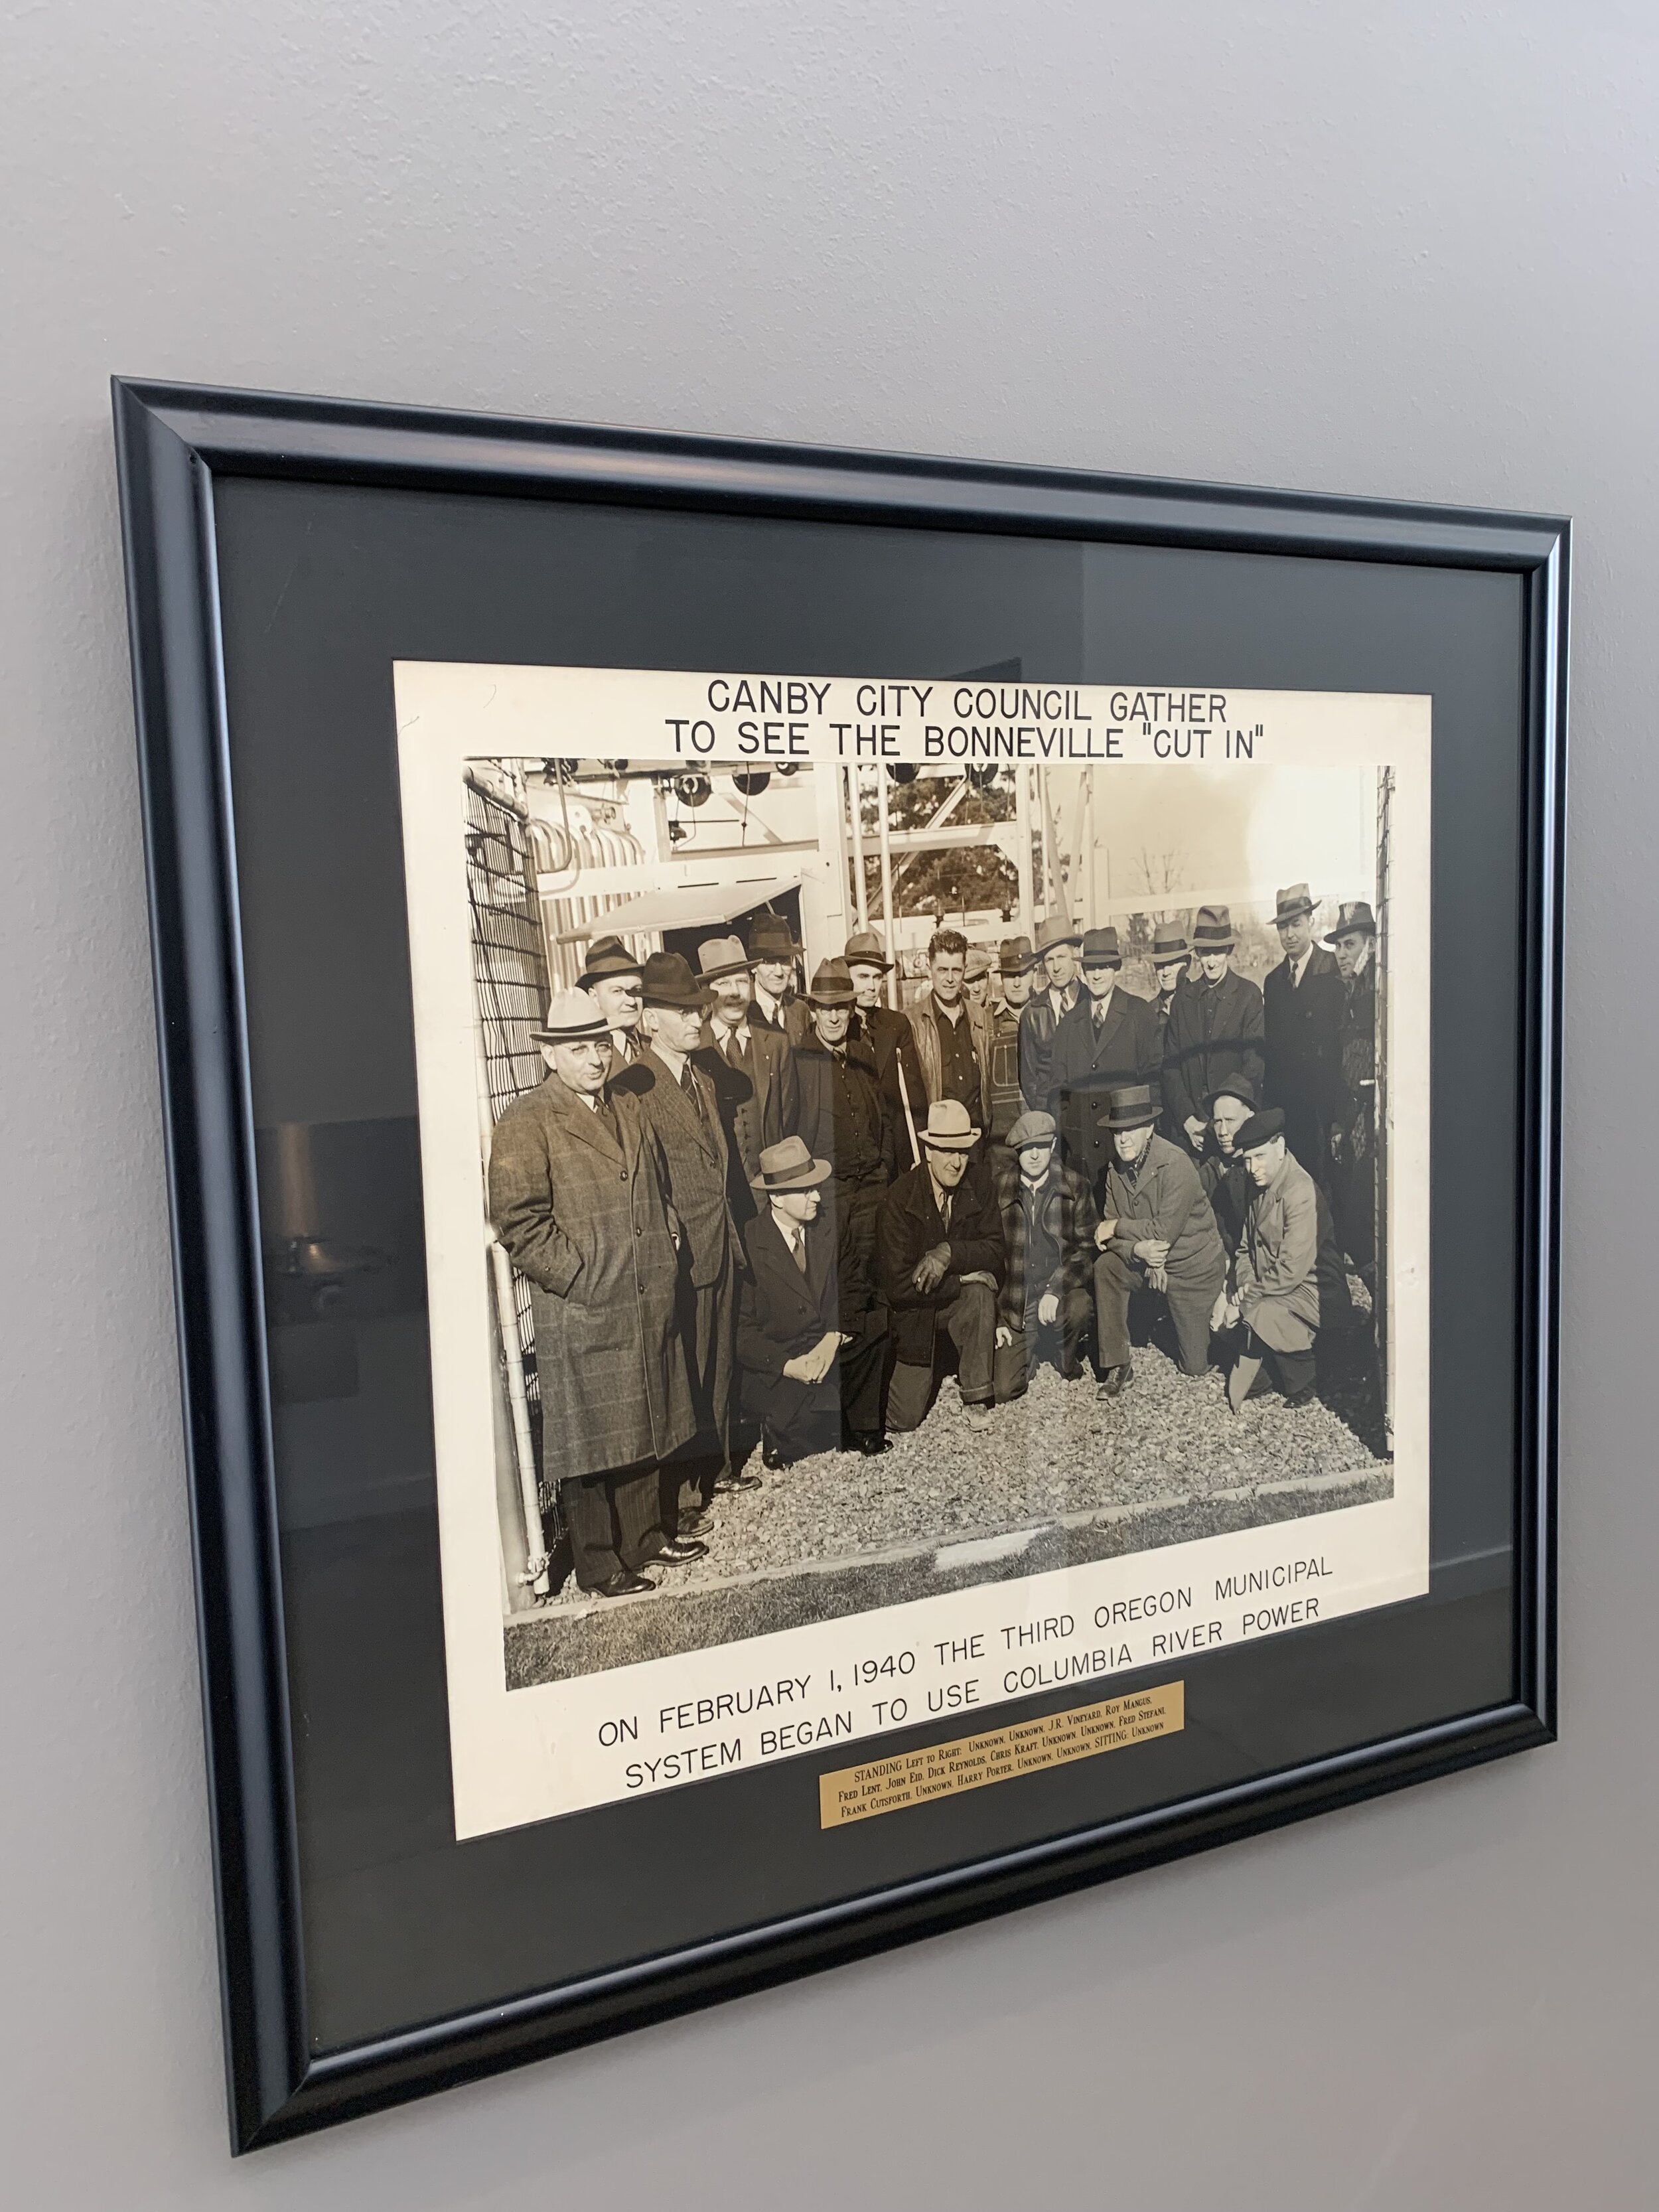 CANBY CITY COUNCIL GATHER
TO SEE THE BONNEVILLE "CUT IN"
ON FEBRUARY 1, 1940 THE THIRD OREGON MUNICIPAL
SYSTEM BEGAN TO USE COLUMBIA RIVER POWER
STANDING Left to Right: Unknown, Unknown, J.R. Vineyard, Roy Mangus,
Fred Lent, John Eid, Dick Reynolds, Chris Kraft, Unknown, Unknown, Fred Stefani,
Frank Cutsforth, Unknown, Harry Porter, Unknown, Unknown, SITTING: Unknown